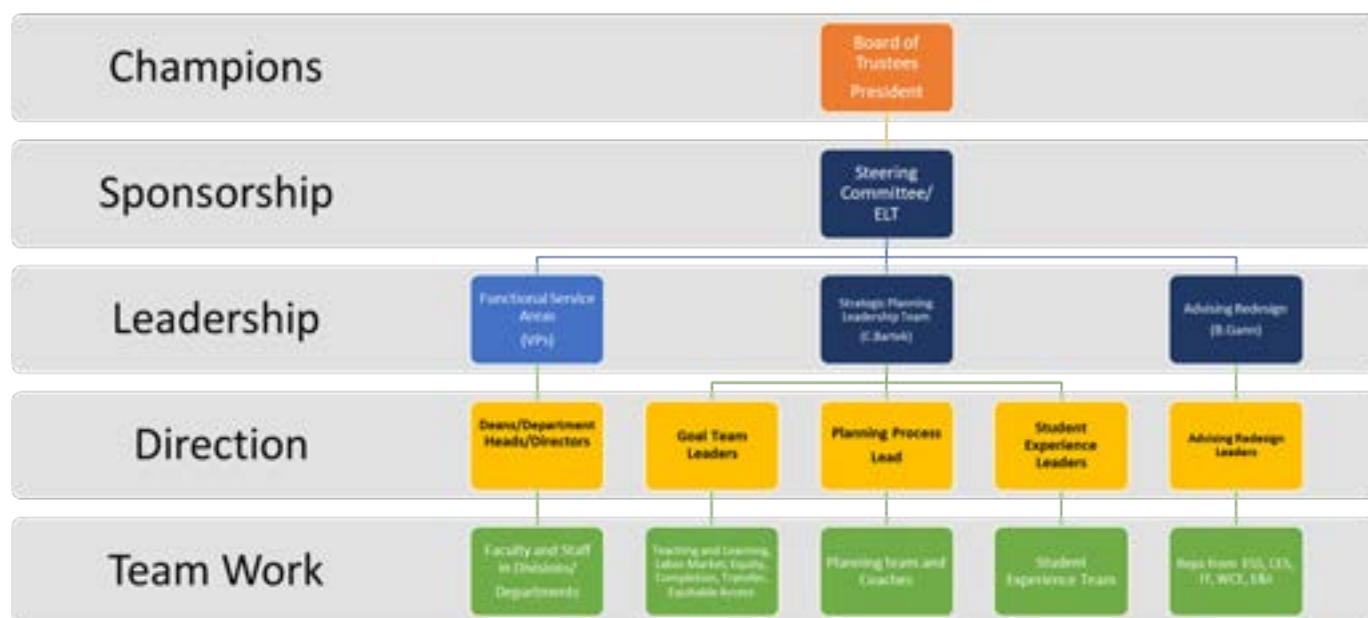 Champions
Board of
Trustees
President
Sponsorship
Steering
Committee/
ELT
Leadership
Functional Service
Areas
(VPs)
Strategic Planning
Leadership Team
(C.Bartek)
Advising Redesign
(B.Gann)
Direction
Deans/Department
Heads/Directors
Goal Team
Leaders
Planning Process
Lead
Student
Experience
Leaders
Advising Redesign
Leaders
Team Work
Faculty and Staff
in Divisions/
Departments
Teaching and Learning,
Labor Market, Equity,
Completion, Transfer,
Equitable Access
Planning team and
Coaches
Student
Experience Team
Reps from: CES,
IT, WCE, E&I